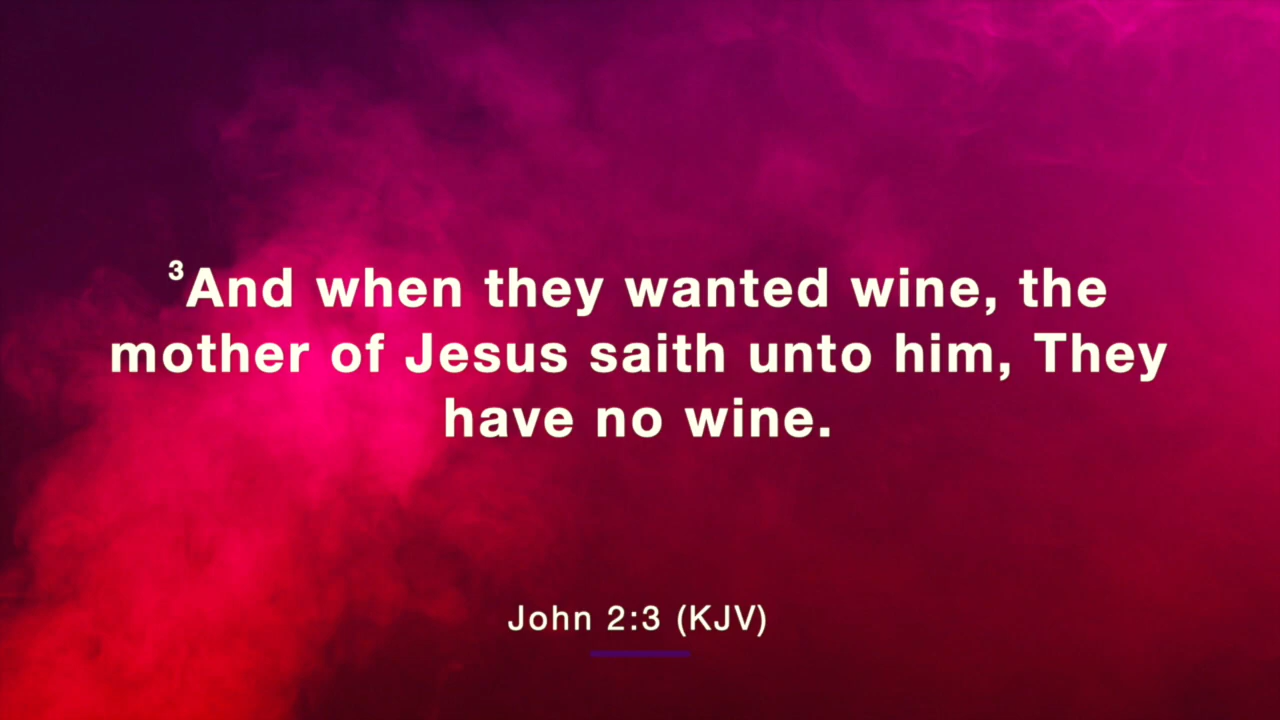 ³And when they wanted wine, the
mother of Jesus saith unto him, They
have no wine.
John 2:3 (KJV)